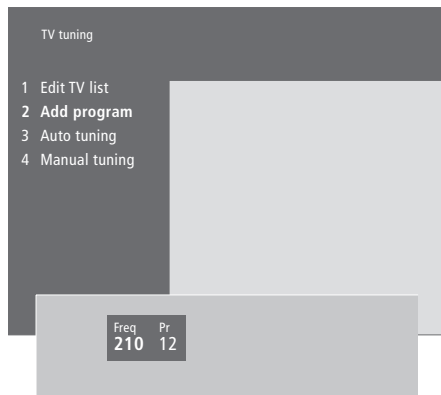 TV tuning
1 Edit TV list
2 Add program
3 Auto tuning
4 Manual tuning
Freq Pr
210 12